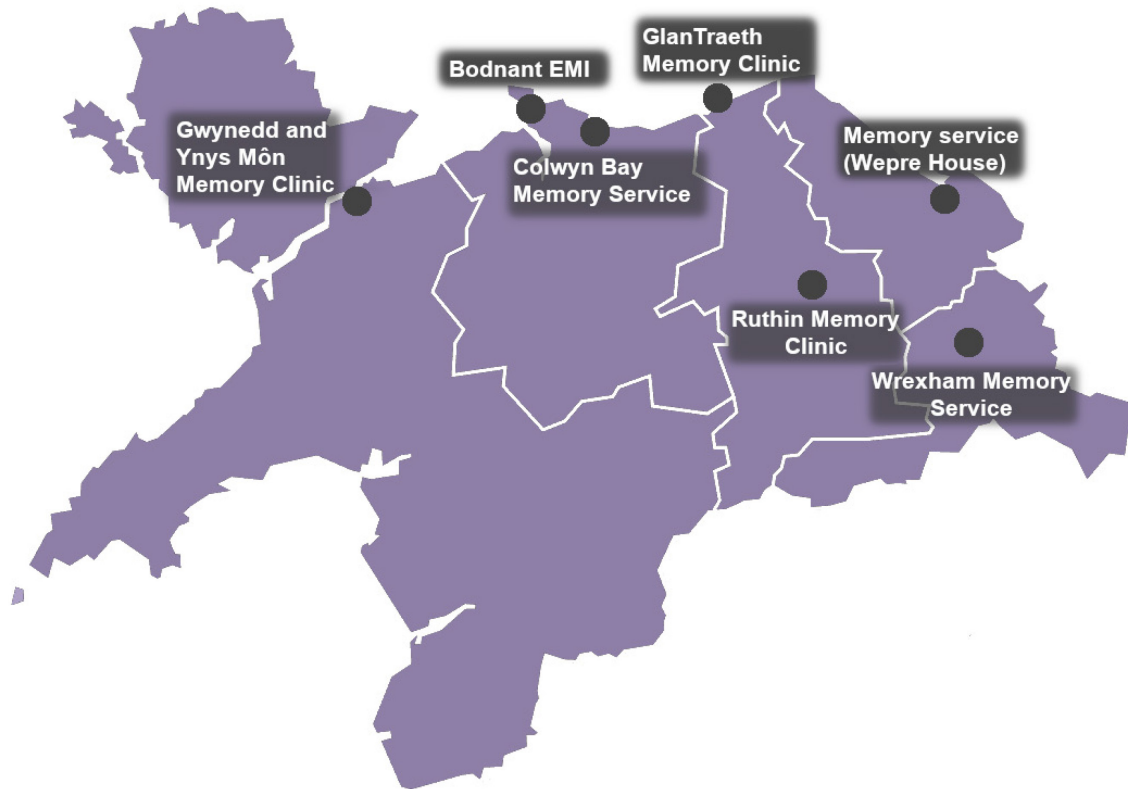 GlanTraeth
Memory Clinic
Bodnant EMI
Gwynedd and
Ynys Môn
Memory Clinic
Colwyn Bay
Memory Service
Memory service
(Wepre House)
Ruthin Memory
Clinic
Wrexham Memory
Service